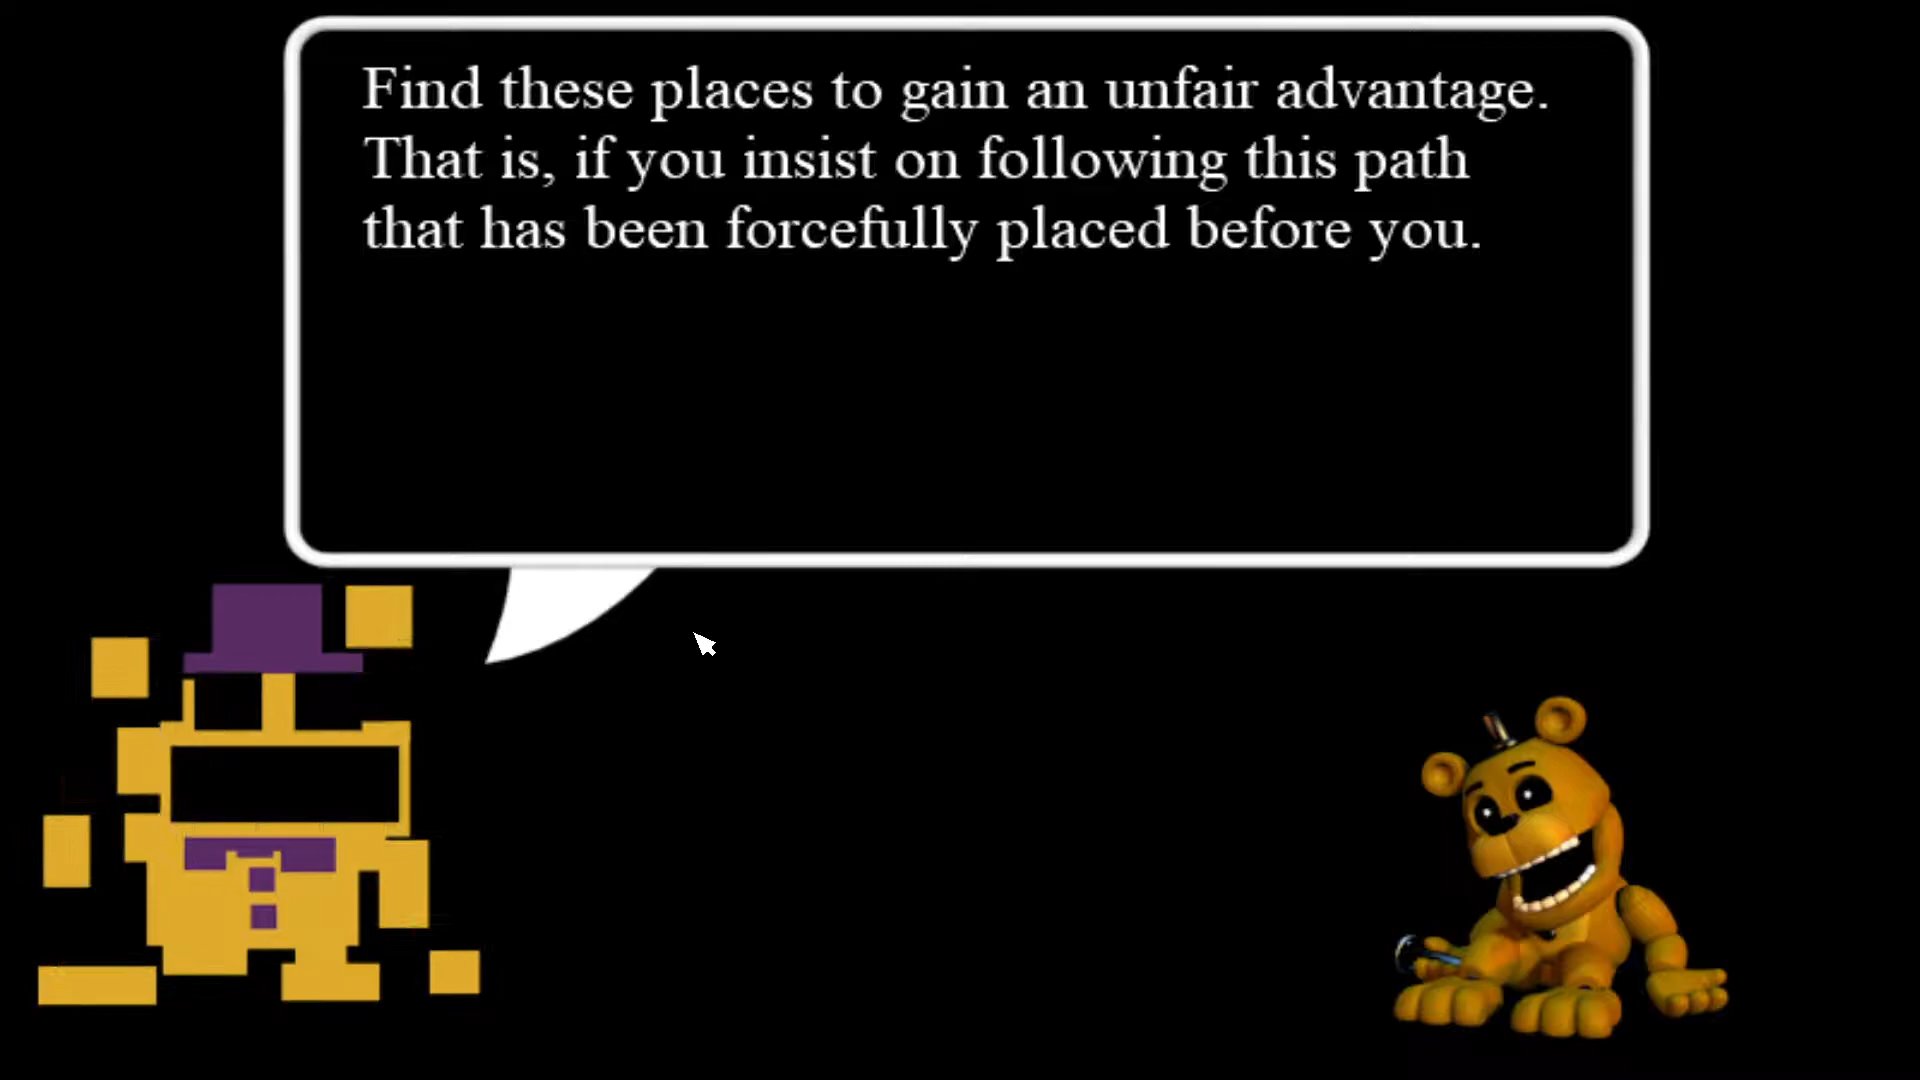 Find these places to gain an unfair advantage.
That is, if you insist on following this path
that has been forcefully placed before you.